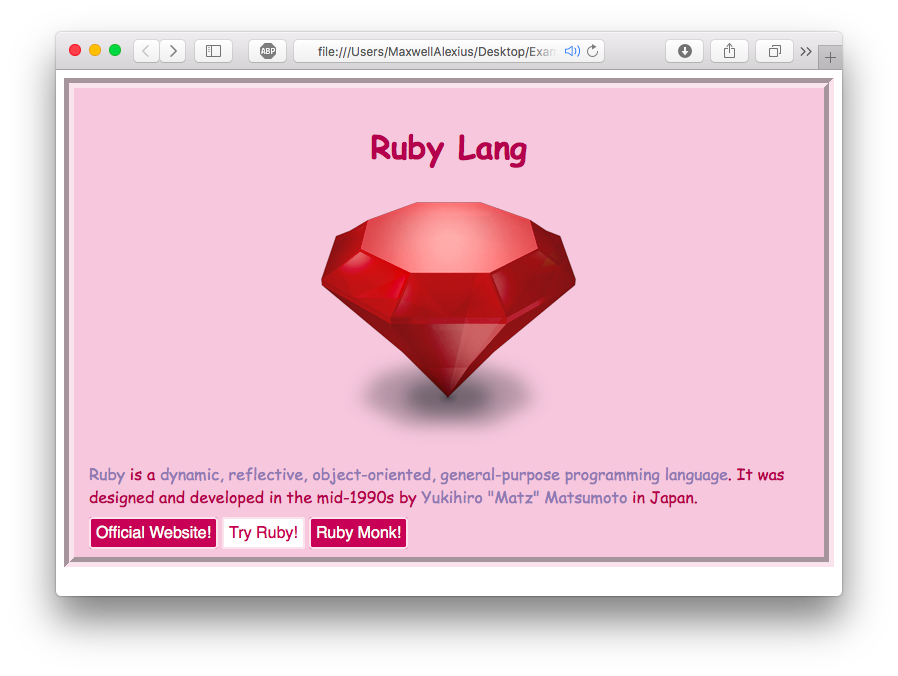 ABP
file:///Users/MaxwellAlexius/Desktop/Exa
Ruby Lang
Ruby is a dynamic, reflective, object-oriented, general-purpose programming language. It was
designed and developed in the mid-1990s by Yukihiro "Matz" Matsumoto in Japan.
Official Website! Try Ruby! Ruby Monk!